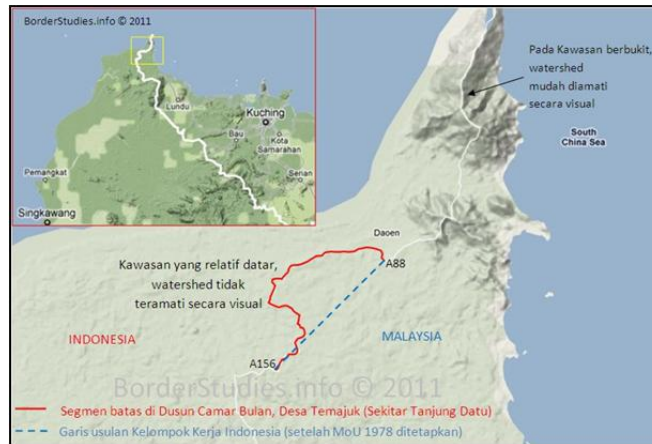 BorderStudies.info © 2011
Lundu
Kuching
Bau
Kota
Samarahan
Serian
Pemangkat
Singkawang
Pada Kawasan berbukit,
watershed
mudah diamati
secara visual
South
China Sea
Daoen
A88
Kawasan yang relatif datar,
watershed tidak
teramati secara visual
INDONESIA
MALAYSIA
A156
BorderStudies.info © 2011
Segmen batas di Dusun Camar Bulan, Desa Temajuk (Sekitar Tanjung Datu)
Garis usulan Kelompok Kerja Indonesia (setelah MoU 1978 ditetapkan)